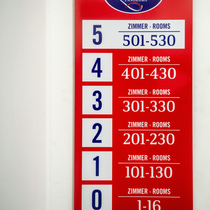 5 ZIMMER - ROOMS
501-530
4 ZIMMER - ROOMS
401-430
3 ZIMMER - ROOMS
301-330
2 ZIMMER - ROOMS
201-230
1 ZIMMER - ROOMS
101-130
0 ZIMMER - ROOMS
1-16